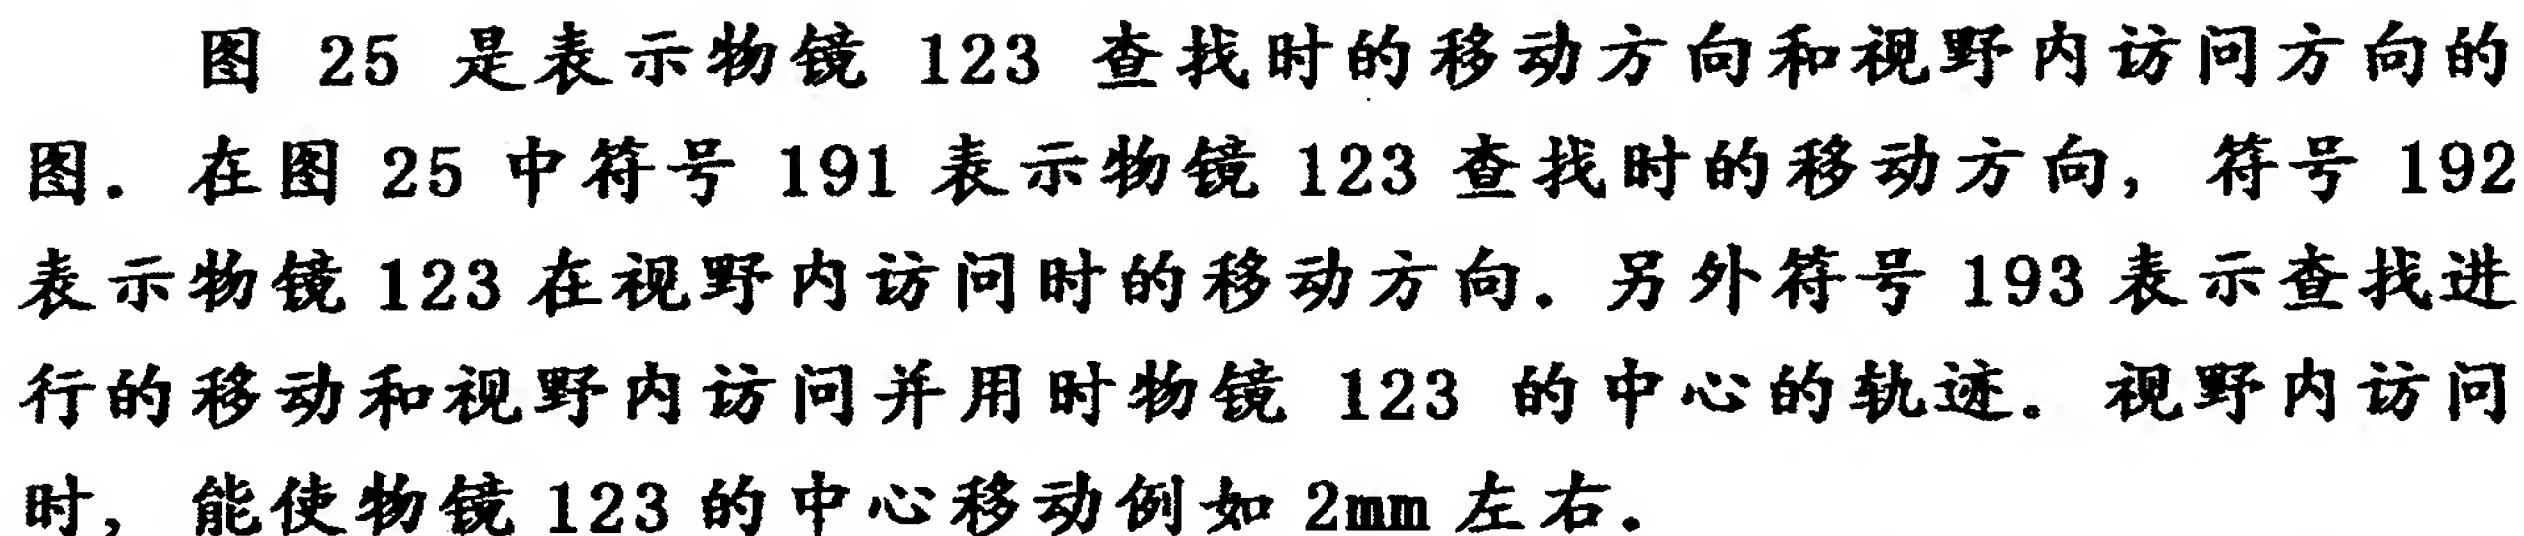 图 25 是表示物镜 123 查找时的移动方向和视野内访问方向的
图. 在图 25 中符号 191 表示物镜 123 查找时的移动方向, 符号 192
表示物镜 123 在视野内访问时的移动方向. 另外符号 193 表示查找进
行的移动和视野内访问并用时物镜 123 的中心的轨迹。视野内访问
时, 能使物镜 123 的中心移动例如 2mm 左右.